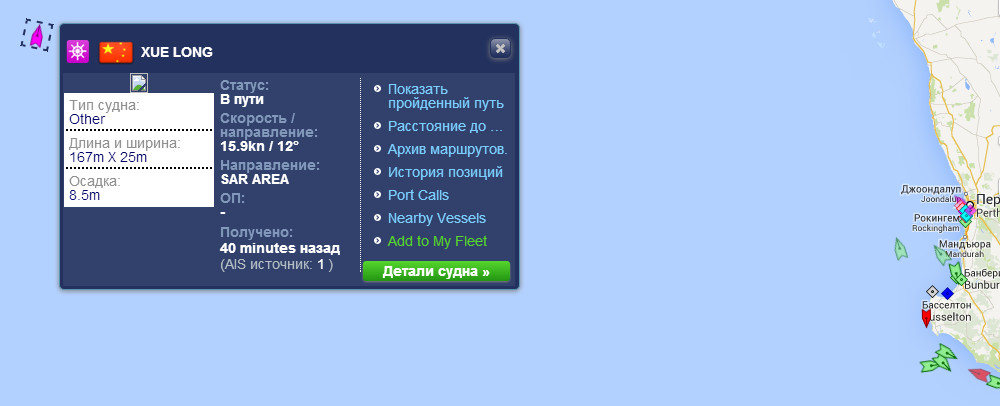 XUE LONG
Тип судна:
Other
Длина и ширина:
167m X 25m
Осадка:
8.5m
Статус:
В пути
Скорость /
направление:
15.9kn / 12°
Направление:
SAR AREA
ОП:
-
Получено:
40 minutes назад
(AIS источник: 1 )
Показать
пройденный путь
Расстояние до ...
Архив маршрутов.
История позиций
Port Calls
Nearby Vessels
Add to My Fleet
Детали судна »
Джоондалуп
Joondalup
Пер
Perth
Рокингем
Rockingham
Мандьюра
Mandurah
Банбери
Bunbur
Басселтон
Busselton